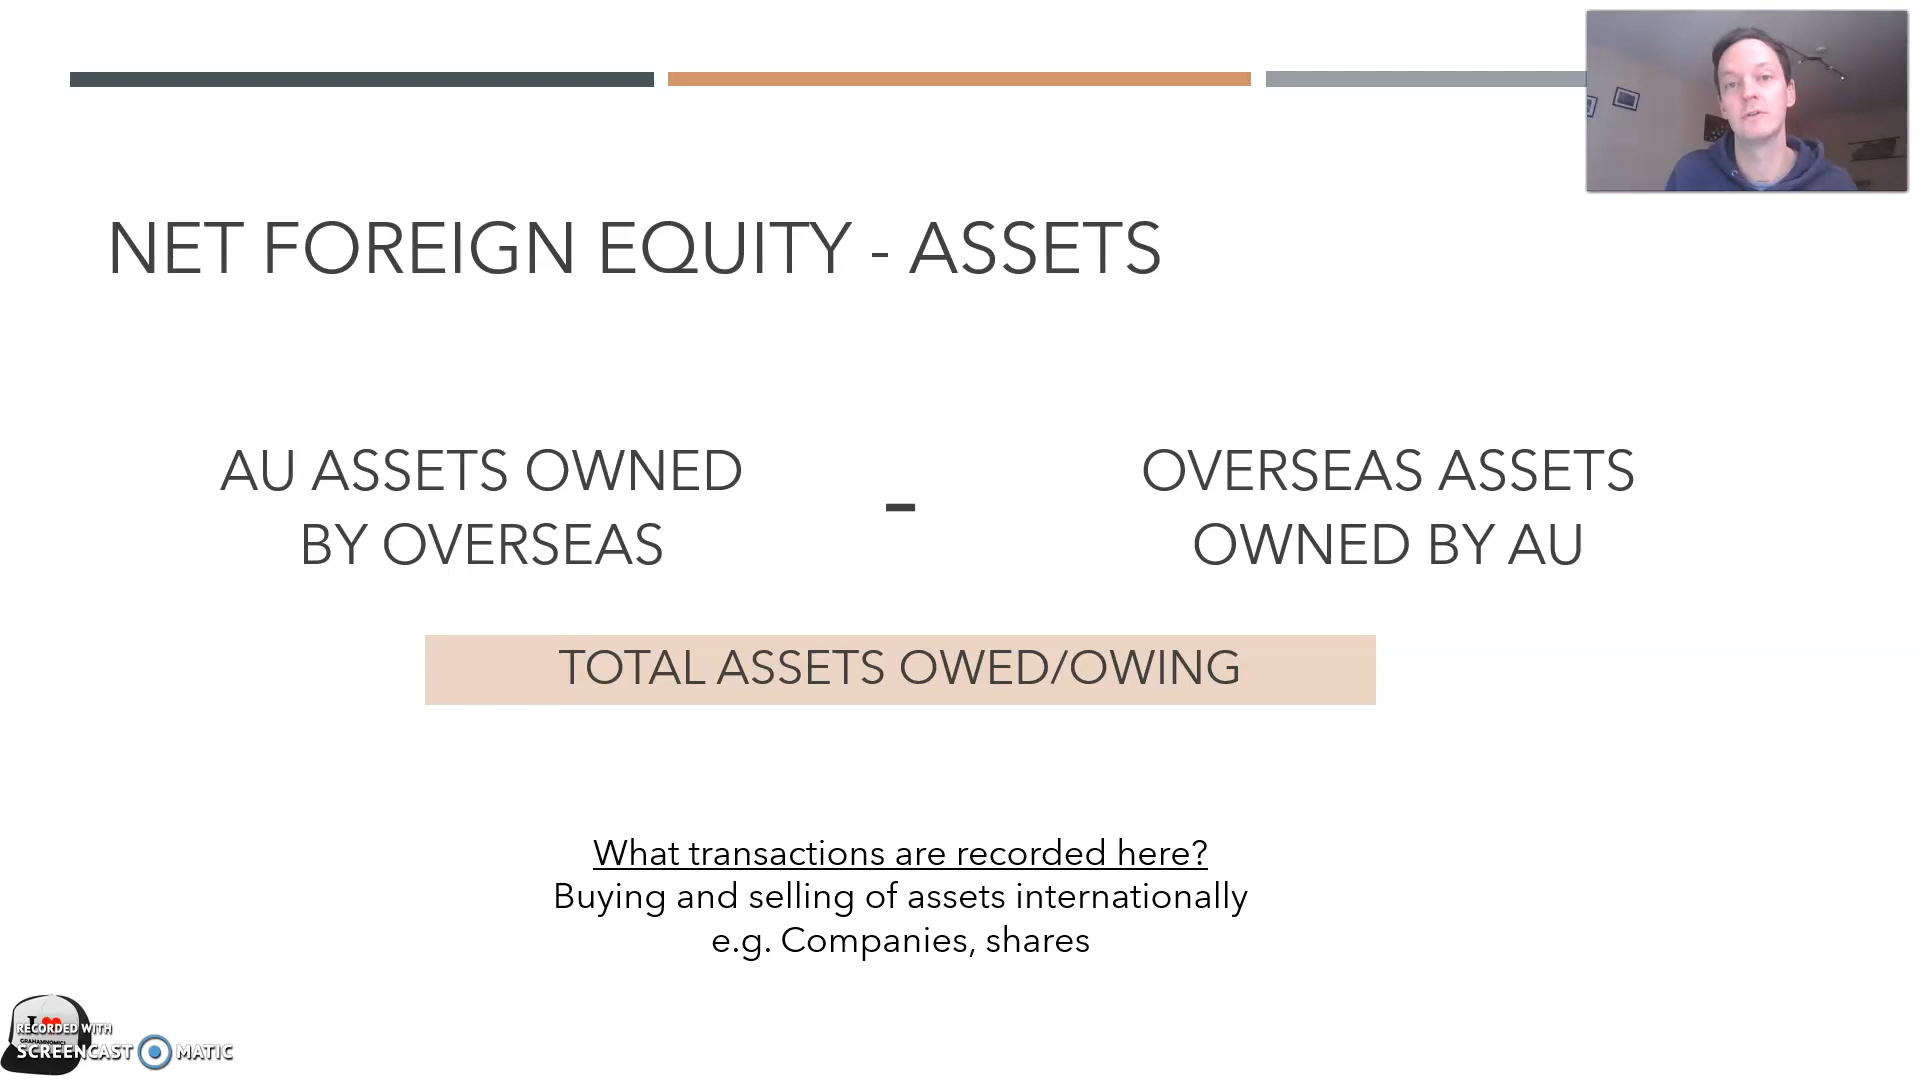 NET FOREIGN EQUITY - ASSETS
AU ASSETS OWNED
BY OVERSEAS
-
OVERSEAS ASSETS
OWNED BY AU
TOTAL ASSETS OWED/OWING
What transactions are recorded here?
Buying and selling of assets internationally
e.g. Companies, shares
I
RECORDED WITH
SCREENCAST MATIC